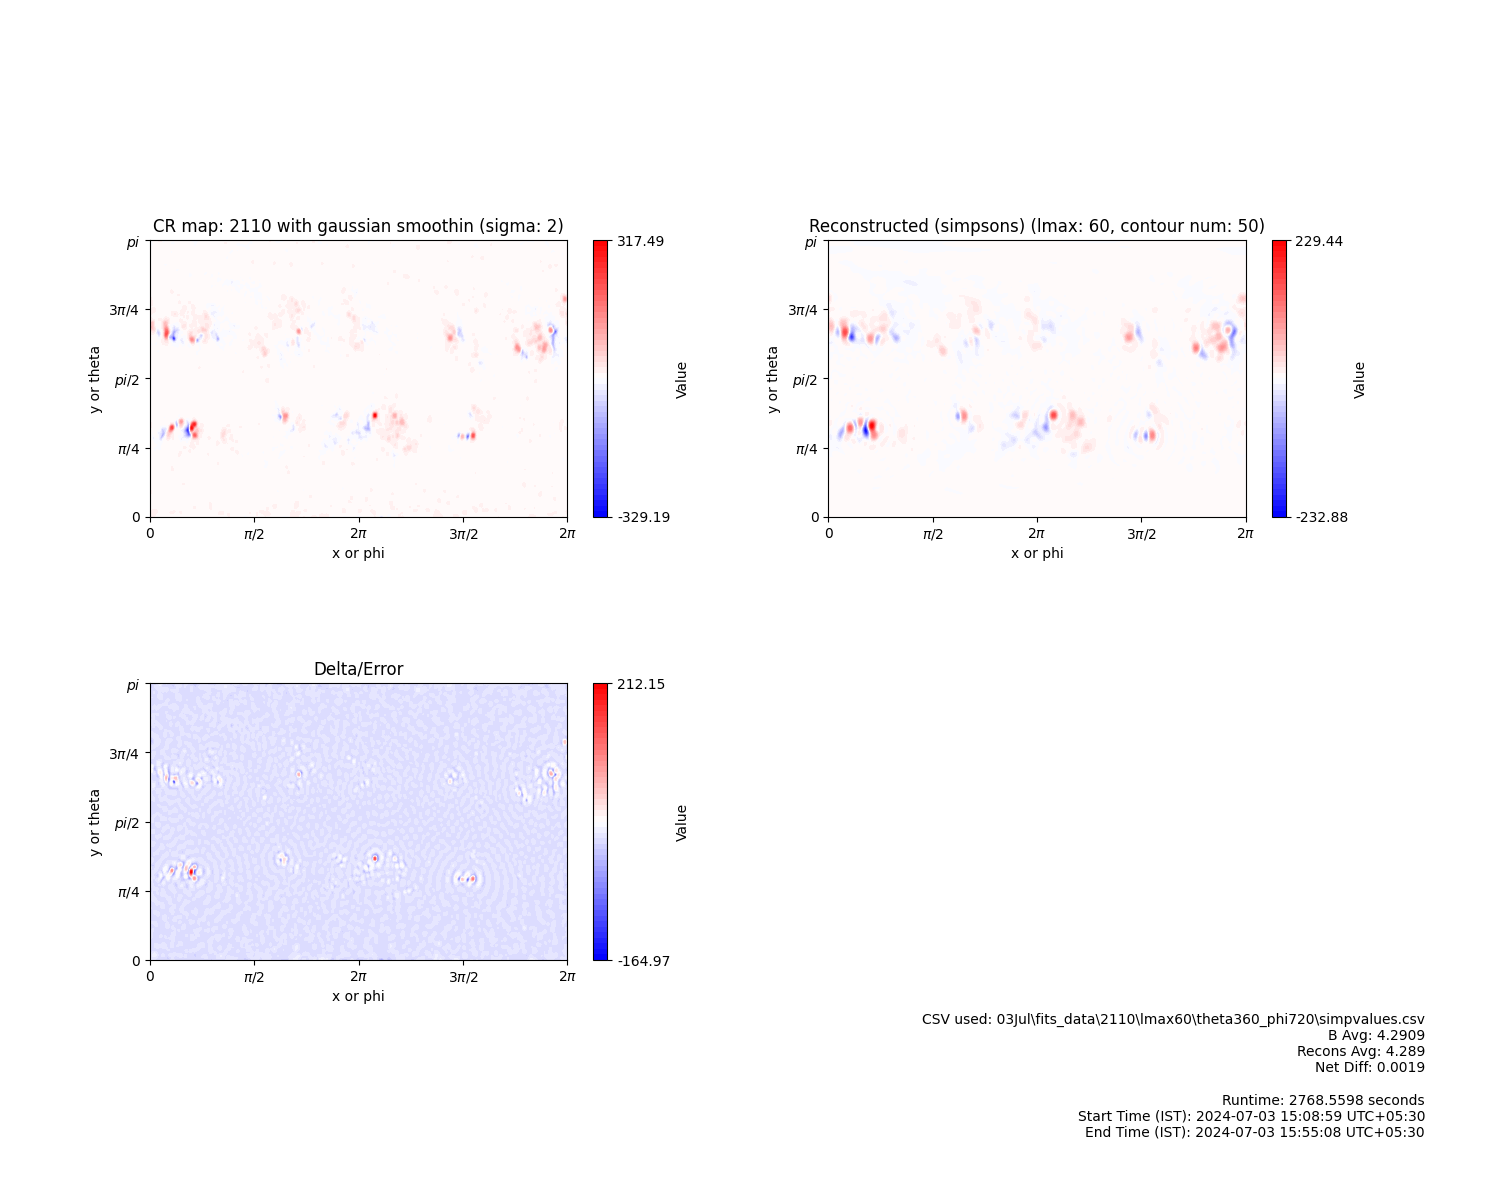 CR map: 2110 with gaussian smoothin (sigma: 2)
pi
3π/4
pi/2
π/4
0
y or theta
0
π/2
2π
3π/2
2π
x or phi
317.49
-329.19
Value
Reconstructed (simpsons) (lmax: 60, contour num: 50)
pi
3π/4
pi/2
π/4
0
y or theta
0
π/2
2π
3π/2
2π
x or phi
229.44
-232.88
Value
Delta/Error
pi
3π/4
pi/2
π/4
0
y or theta
0
π/2
2π
3π/2
2π
x or phi
212.15
-164.97
Value
CSV used: 03Jul\fits_data\2110\lmax60\theta360_phi720\simpvalues.csv
B Avg: 4.2909
Recons Avg: 4.289
Net Diff: 0.0019
Runtime: 2768.5598 seconds
Start Time (IST): 2024-07-03 15:08:59 UTC+05:30
End Time (IST): 2024-07-03 15:55:08 UTC+05:30